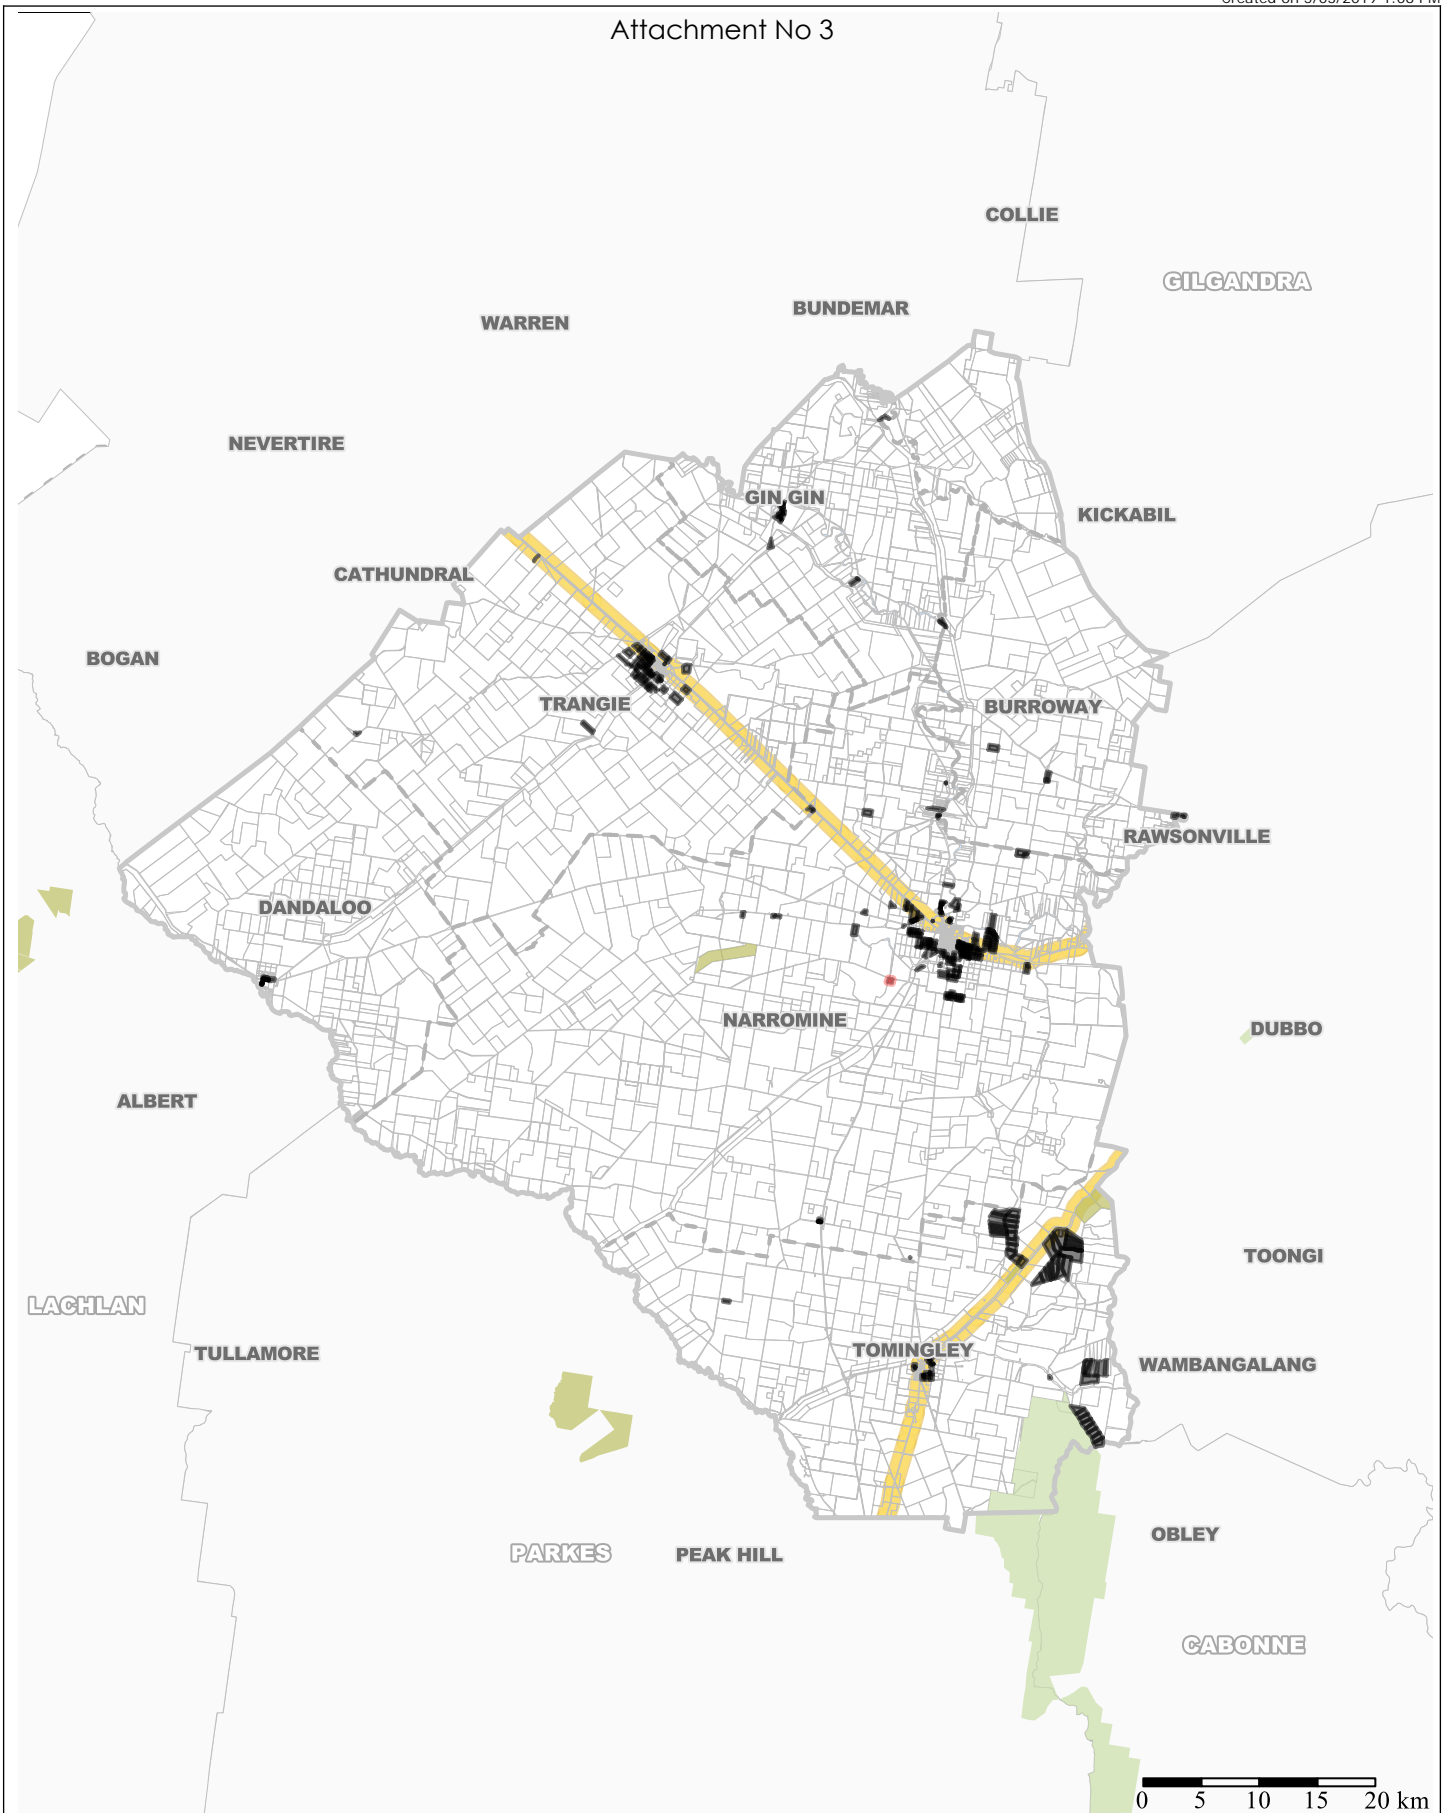 Attachment No 3
COLLIE
GILGANDRA
BUNDEMAR
WARREN
NEVERTIRE
GIN GIN
KICKABIL
CATHUNDRAL
BOGAN
TRANGIE
BURROWAY
RAWSONVILLE
DANDALOO
NARROMINE
DUBBO
ALBERT
TOONGI
LACHLAN
TULLAMORE
TOMINGLEY
WAMBANGALANG
OBLEY
PARKES
PEAK HILL
CABONNE
0 5 10 15 20 km